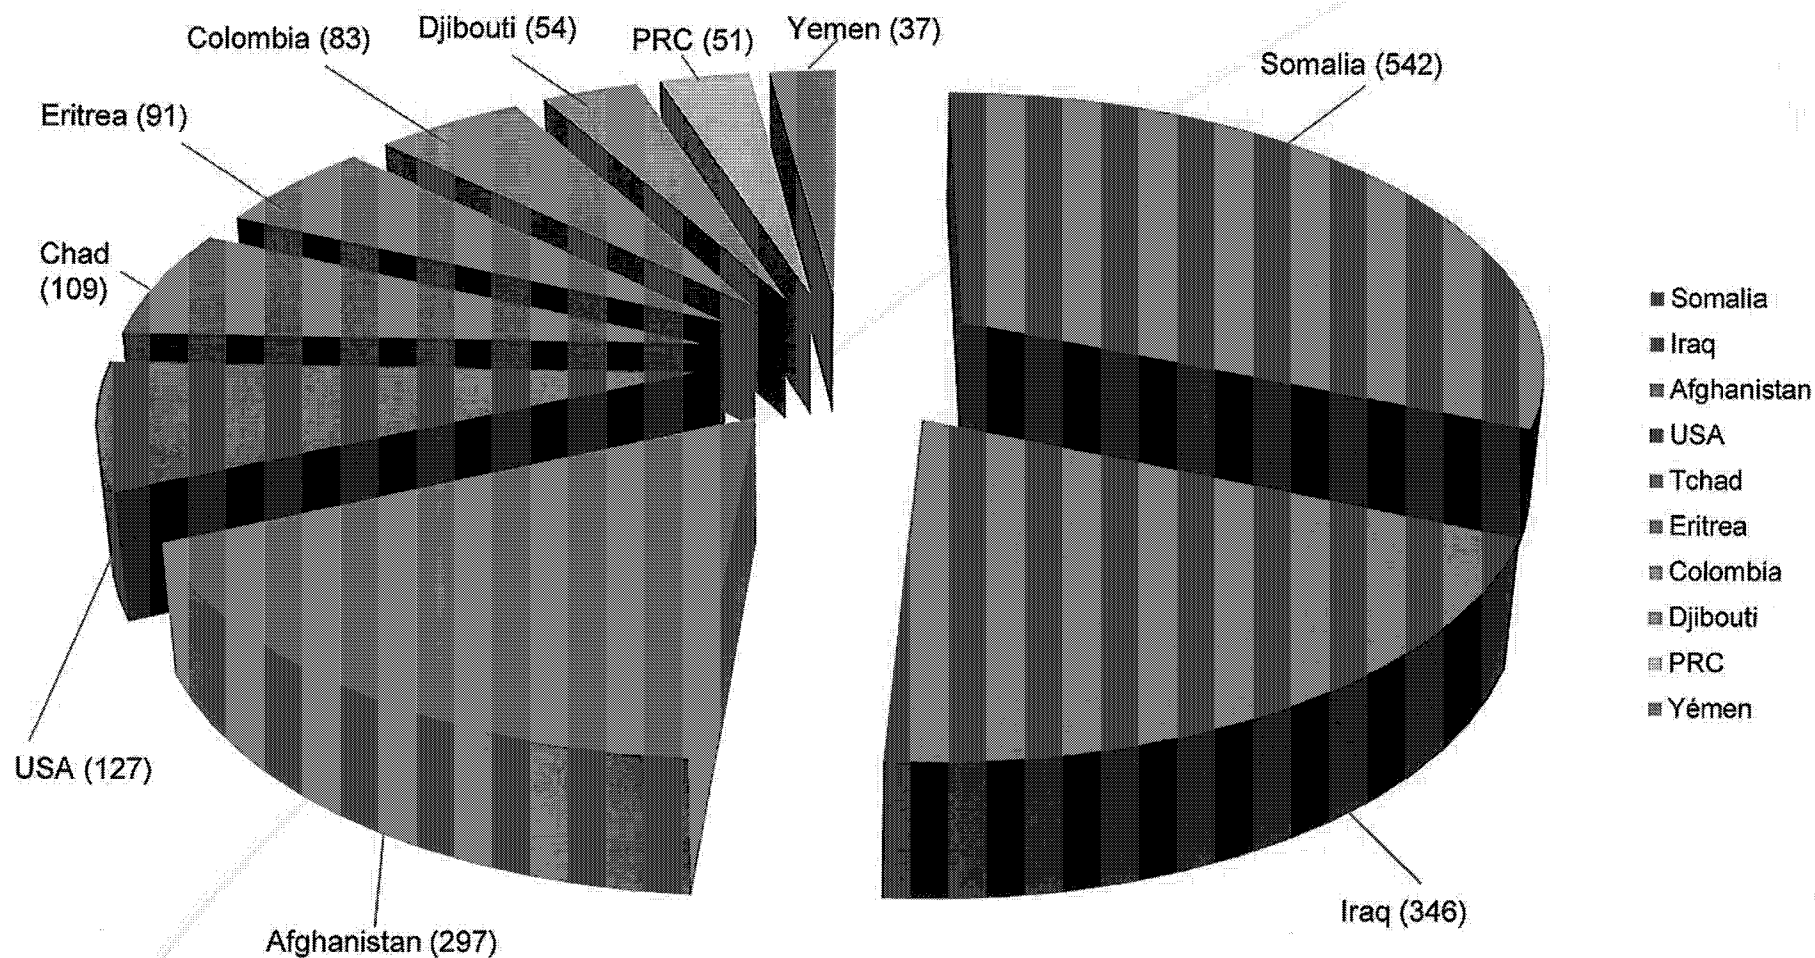 Colombia (83)
Djibouti (54)
PRC (51)
Yemen (37)
Somalia (542)
Eritrea (91)
Chad
(109)
USA (127)
Afghanistan (297)
Iraq (346)
Somalia
Iraq
Afghanistan
USA
Tchad
Eritrea
Colombia
Djibouti
PRC
Yémen